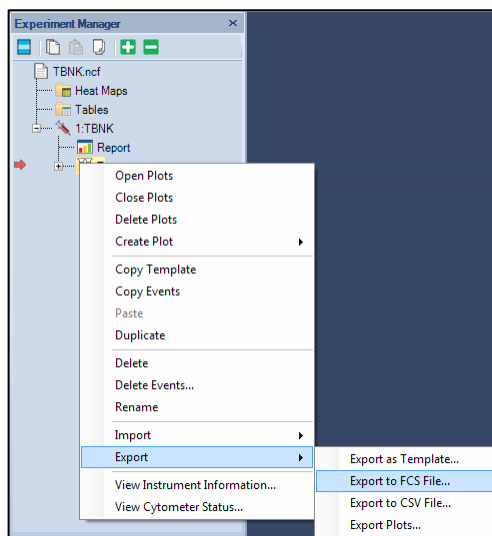 Experiment Manager
TBNK.ncf
Heat Maps
Tables
1:TBNK
Report
Open Plots
Close Plots
Delete Plots
Create Plot
Copy Template
Copy Events
Paste
Duplicate
Delete
Delete Events...
Rename
Import
Export
Export as Template...
View Instrument Information...
Export to FCS File...
View Cytometer Status...
Export to CSV File...
Export Plots...